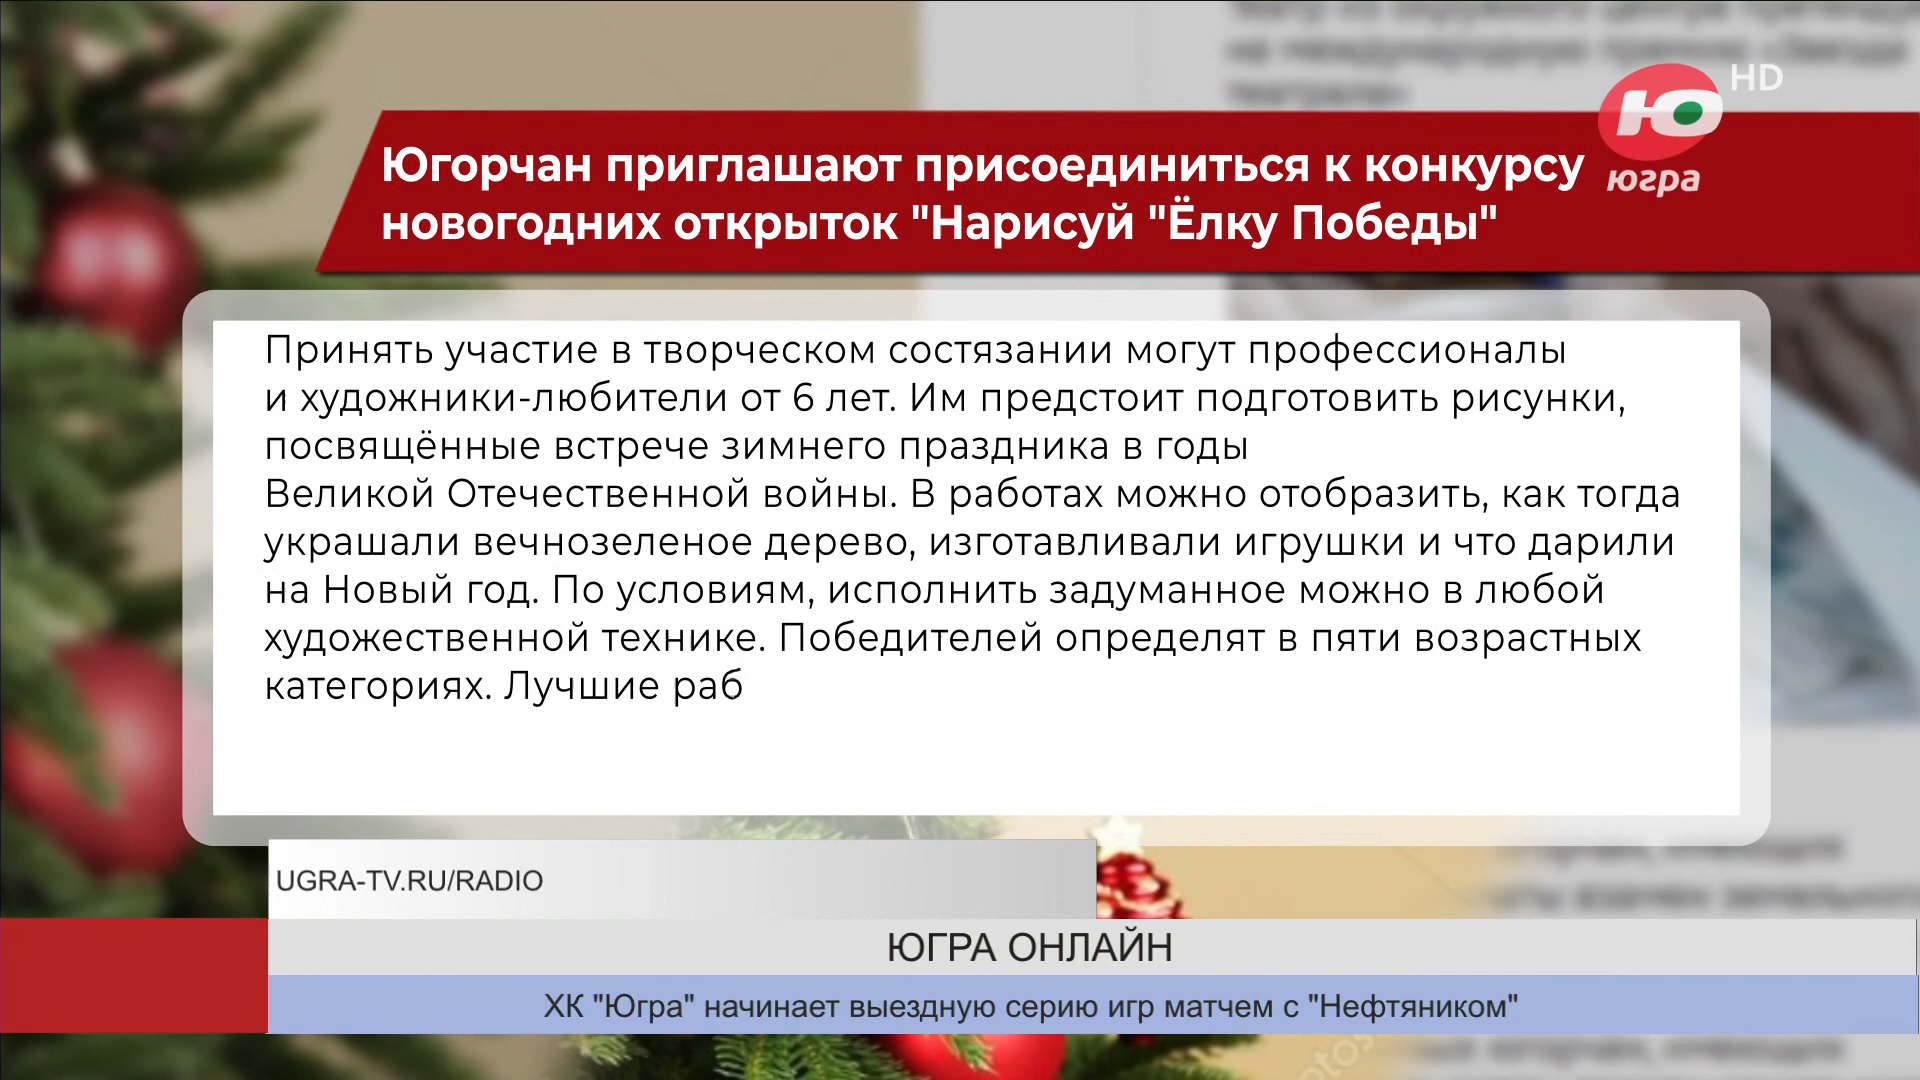 HD
югра
Югорчан приглашают присоединиться к конкурсу
новогодних открыток "Нарисуй "Ёлку Победы"
Принять участие в творческом состязании могут профессионалы
и художники-любители от 6 лет. Им предстоит подготовить рисунки,
посвящённые встрече зимнего праздника в годы
Великой Отечественной войны. В работах можно отобразить, как тогда
украшали вечнозеленое дерево, изготавливали игрушки и что дарили
на Новый год. По условиям, исполнить задуманное можно в любой
художественной технике. Победителей определят в пяти возрастных
категориях. Лучшие раб
UGRA-TV.RU/RADIO
ЮГРА ОНЛАЙН
ХК "Югра" начинает выездную серию игр матчем с "Нефтяником"